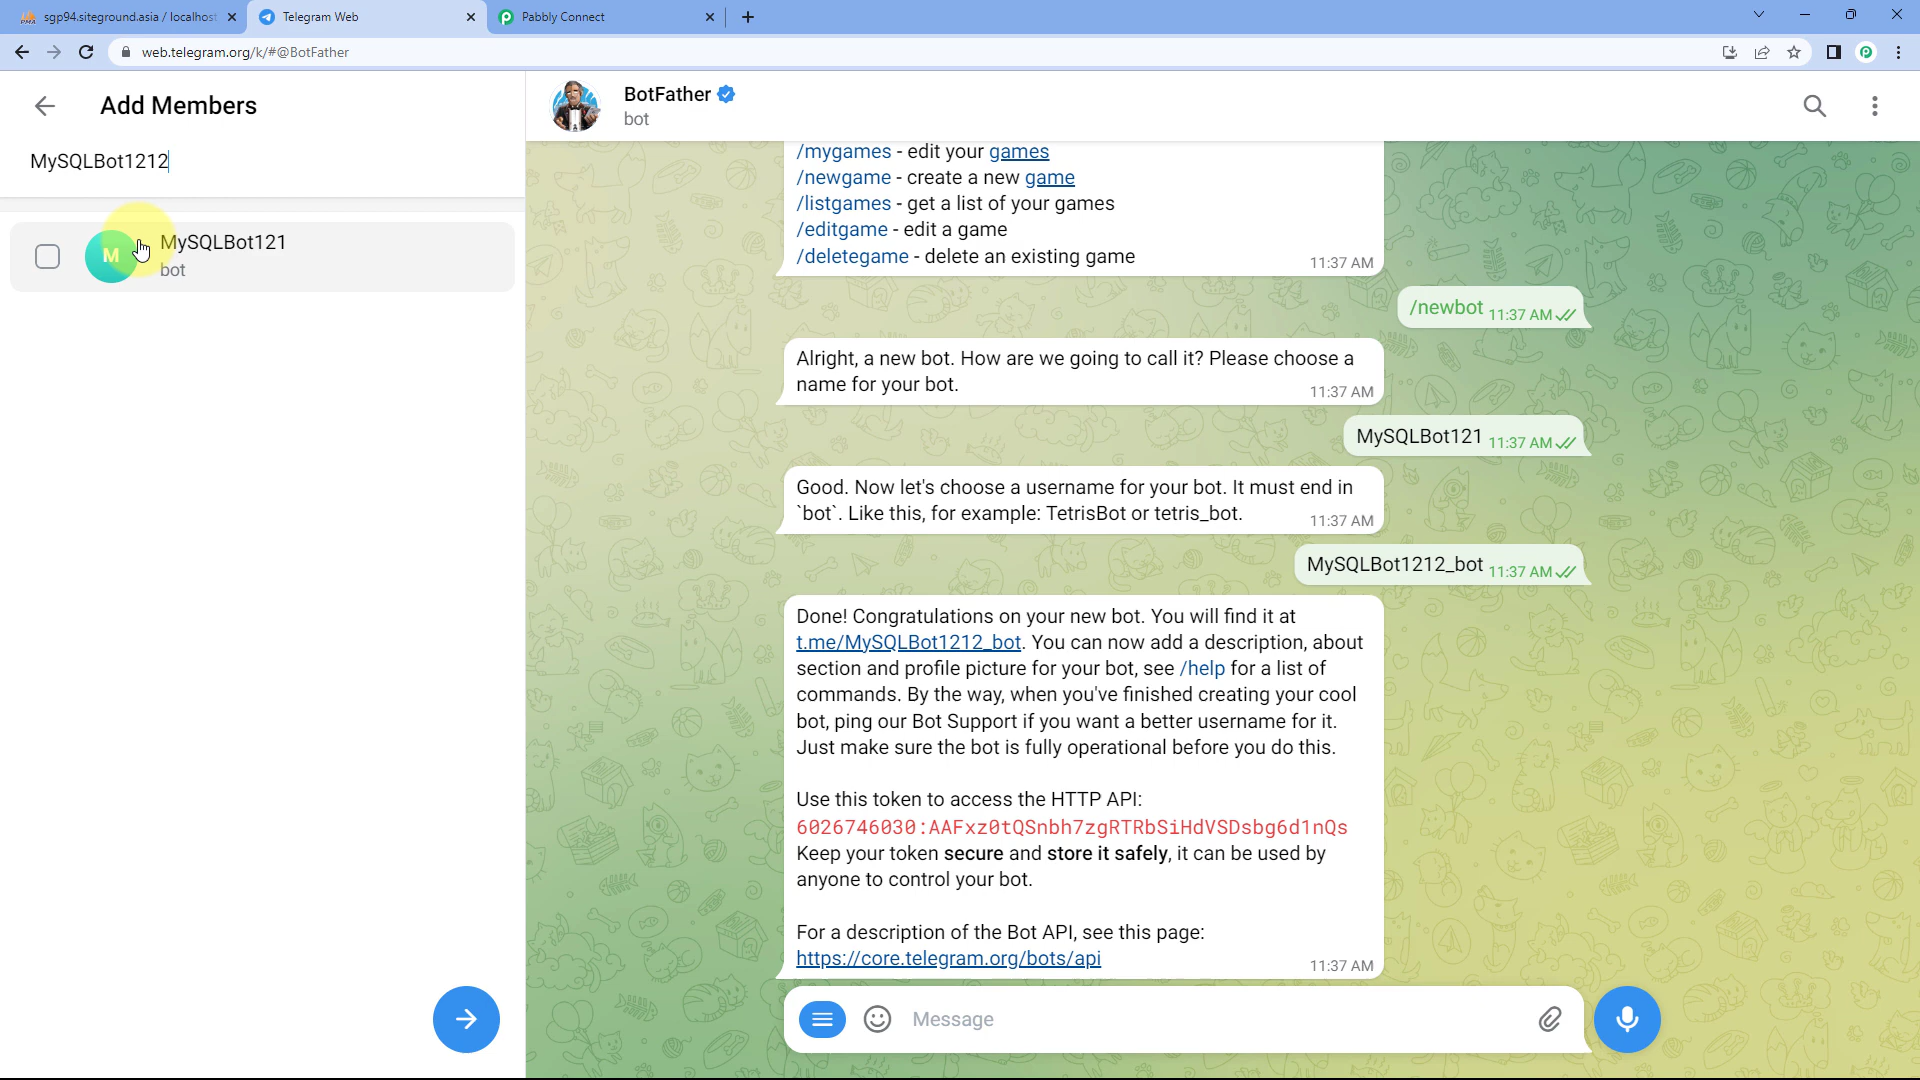 sgp94.siteground.asia / localhost
Telegram Web
Pabbly Connect
web.telegram.org/k/#@BotFather
Add Members
MySQLBot1212
M
MySQLBot121
bot
BotFather
bot
/mygames - edit your games
/newgame - create a new game
/listgames - get a list of your games
/editgame - edit a game
/deletegame - delete an existing game
11:37 AM
/newbot 11:37 AM
Alright, a new bot. How are we going to call it? Please choose a
name for your bot.
11:37 AM
MySQLBot121 11:37 AM
Good. Now let's choose a username for your bot. It must end in
`bot`. Like this, for example: TetrisBot or tetris_bot.
11:37 AM
MySQLBot1212_bot 11:37 AM
Done! Congratulations on your new bot. You will find it at
t.me/MySQLBot1212_bot. You can now add a description, about
section and profile picture for your bot, see /help for a list of
commands. By the way, when you've finished creating your cool
bot, ping our Bot Support if you want a better username for it.
Just make sure the bot is fully operational before you do this.
Use this token to access the HTTP API:
6026746030:AAFxz0tQSnbh7zgRTRbSiHdVSDsbg6d1nQs
Keep your token secure and store it safely, it can be used by
anyone to control your bot.
For a description of the Bot API, see this page:
https://core.telegram.org/bots/api
11:37 AM
Message